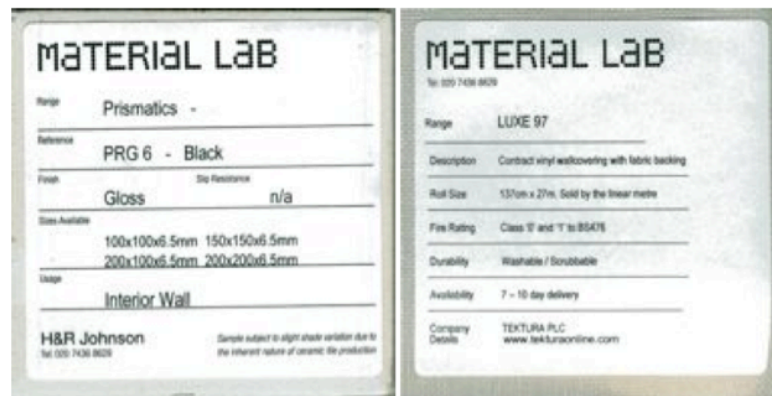 MATERIAL LAB
Range
Prismatics -
Reference
PRG 6 - Black
Finish
Slip Resistance
Gloss
n/a
Sizes Available
100x100x6.5mm 150x150x6.5mm
200x100x6.5mm 200x200x6.5mm
Usage
Interior Wall
H&R Johnson
Tel: 020 7436 8629
Sample subject to slight shade variation due to
the inherent nature of ceramic tile production
MATERIAL LAB
Tel: 020 7436 8629
Range LUXE 97
Description Contract vinyl wallcovering with fabric backing
Roll Size 137cm x 27m. Sold by the linear metre
Fire Rating Class '0' and '1' to BS476
Durability Washable / Scrubbable
Availability 7 – 10 day delivery
Company TEKTURA PLC
Details www.tekturaonline.com